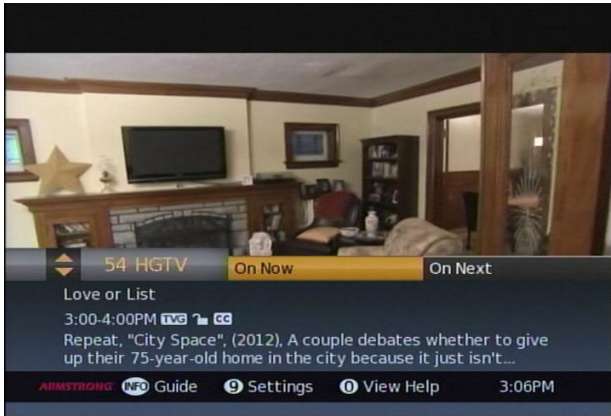 54 HGTV On Now On Next
Love or List
3:00-4:00PM TVG CC
Repeat, "City Space", (2012), A couple debates whether to give
up their 75-year-old home in the city because it just isn't...
ARMSTRONG INFO Guide 9 Settings 0 View Help 3:06PM